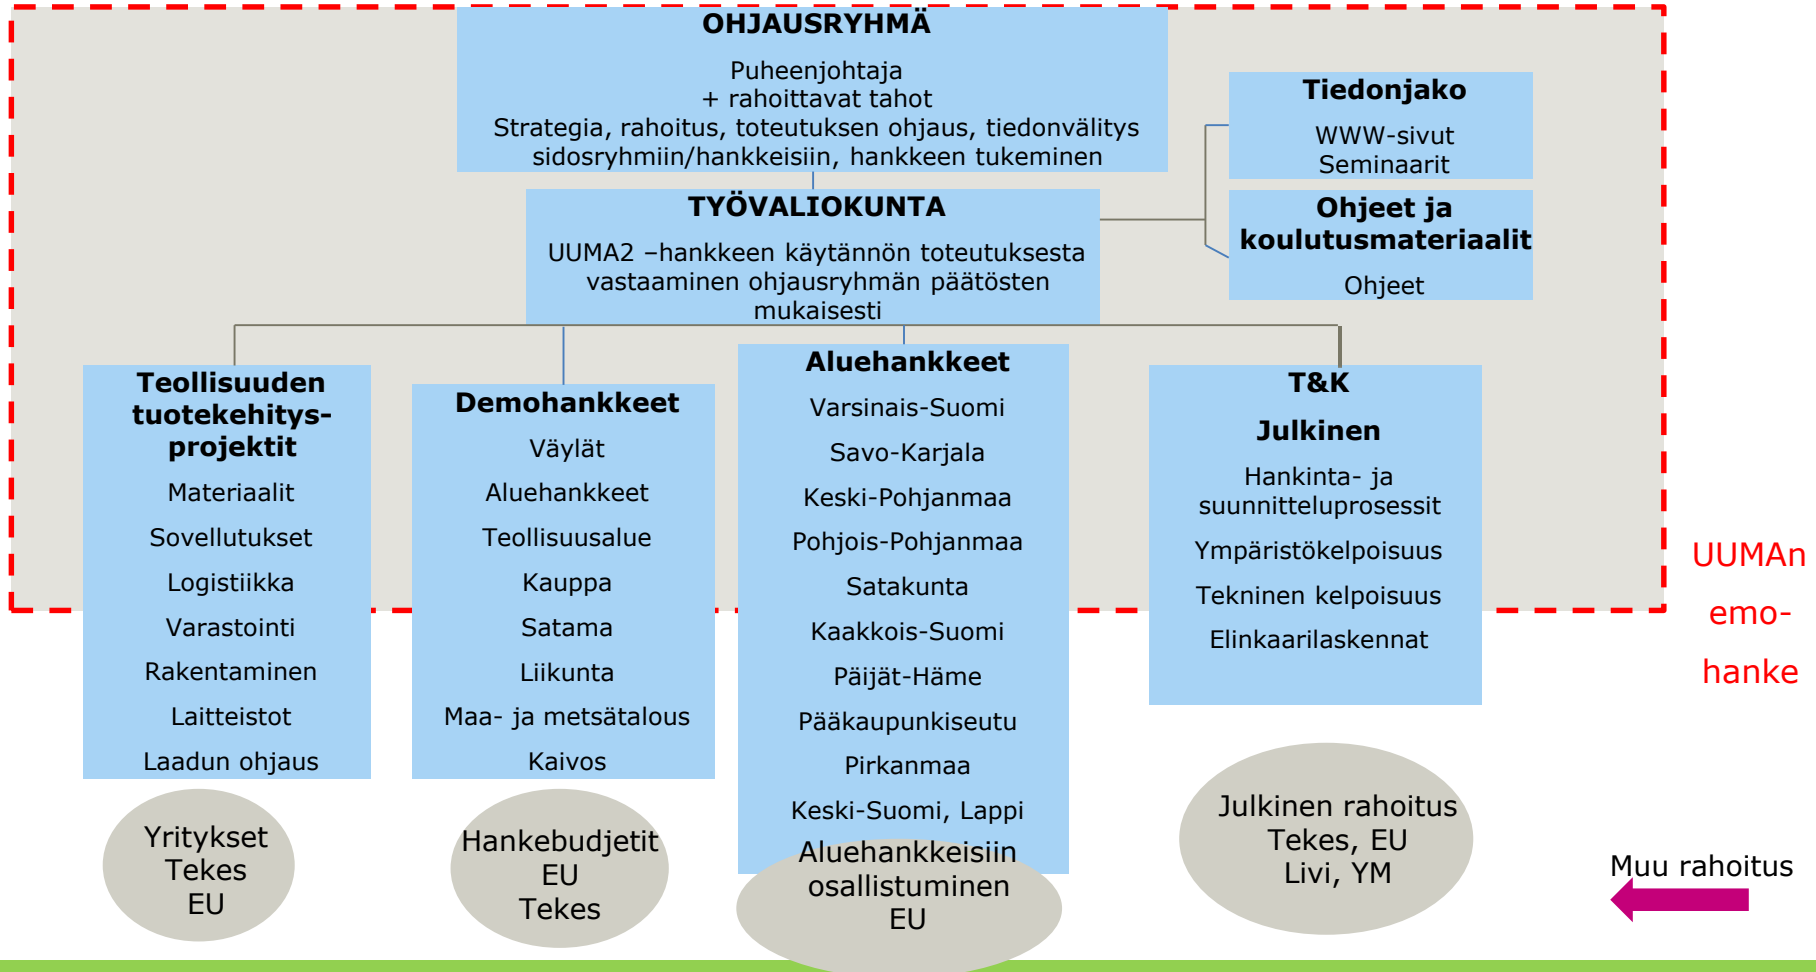 OHJAUSRYHMÄ
Puheenjohtaja
+ rahoittavat tahot
Strategia, rahoitus, toteutuksen ohjaus, tiedonvälitys
sidosryhmiin/hankkeisiin, hankkeen tukeminen
Tiedonjako
WWW-sivut
Seminaarit
TYÖVALIOKUNTA
UUMA2 –hankkeen käytännön toteutuksesta
vastaaminen ohjausryhmän päätösten
mukaisesti
Ohjeet ja
koulutusmateriaalit
Ohjeet
Teollisuuden
tuotekehitys-
projektit
Materiaalit
Sovellutukset
Logistiikka
Varastointi
Rakentaminen
Laitteistot
Laadun ohjaus
Yritykset
Tekes
EU
Demohankkeet
Väylät
Aluehankkeet
Teollisuusalue
Kauppa
Satama
Liikunta
Maa- ja metsätalous
Kaivos
Hankebudjetit
EU
Tekes
Aluehankkeet
Varsinais-Suomi
Savo-Karjala
Keski-Pohjanmaa
Pohjois-Pohjanmaa
Satakunta
Kaakkois-Suomi
Päijät-Häme
Pääkaupunkiseutu
Pirkanmaa
Keski-Suomi, Lappi
Aluehankkeisiin
osallistuminen
EU
T&K
Julkinen
Hankinta- ja
suunnitteluprosessit
Ympäristökelpoisuus
Tekninen kelpoisuus
Elinkaarilaskennat
Julkinen rahoitus
Tekes, EU
Livi, YM
UUMAn
emo-
hanke
Muu rahoitus